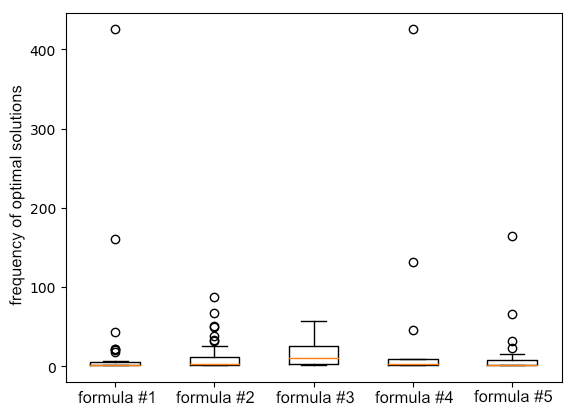 frequency of optimal solutions
400
300
200
100
0
formula #1 formula #2 formula #3 formula #4 formula #5